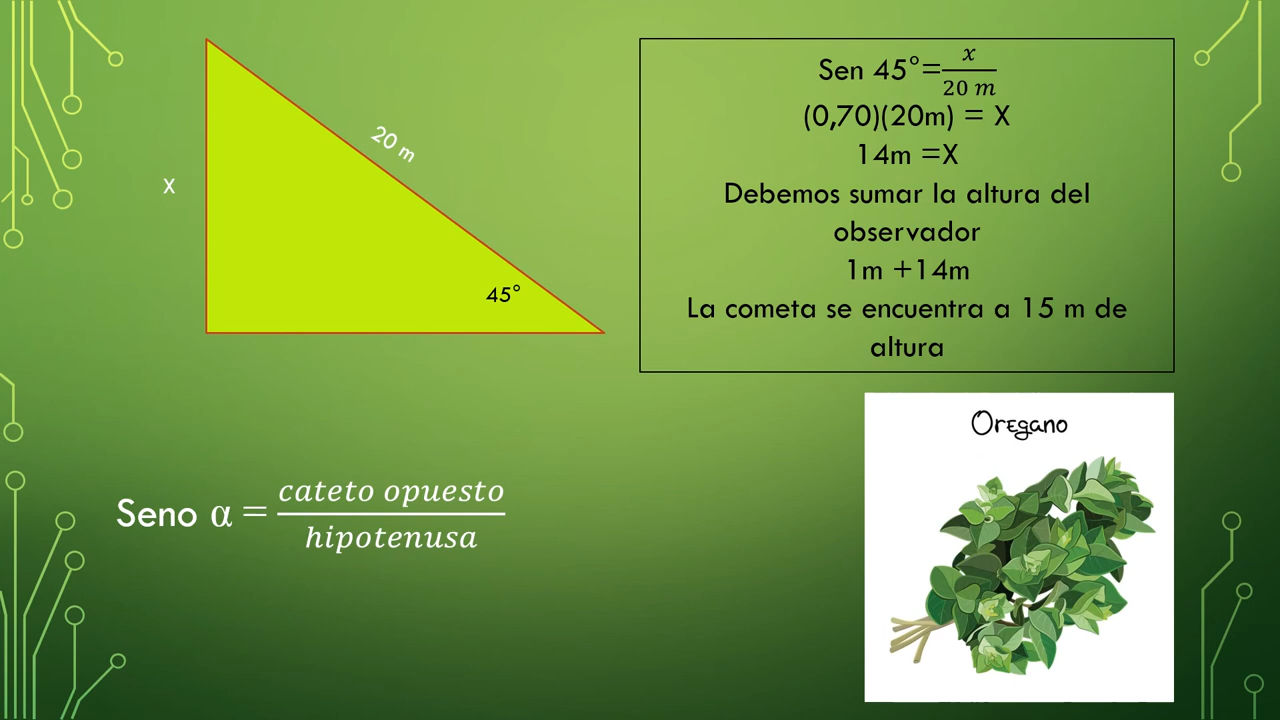 x
20 m
45°
Sen 45°=x/20 m
(0,70)(20m) = X
14m =X
Debemos sumar la altura del
observador
1m +14m
La cometa se encuentra a 15 m de
altura
Seno α = cateto opuesto/hipotenusa
Oregano